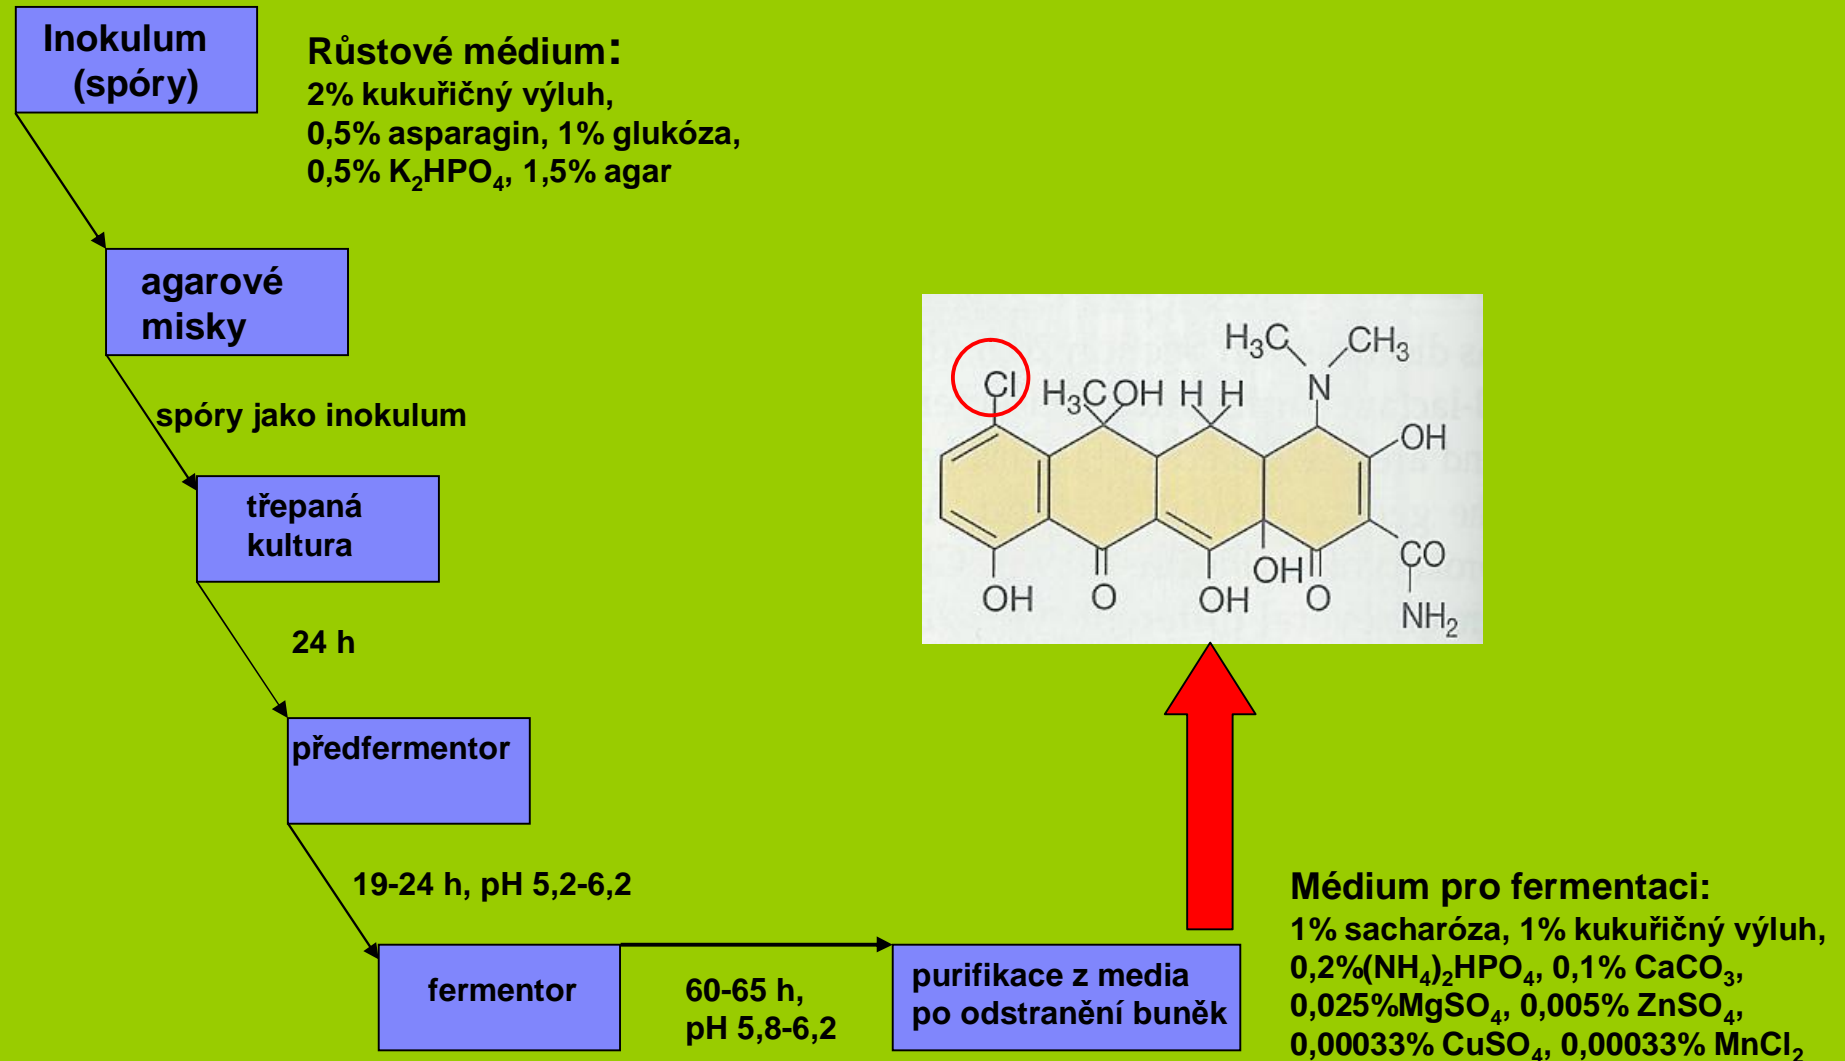 Inokulum
(spóry)
Růstové médium:
2% kukuřičný výluh,
0,5% asparagin, 1% glukóza,
0,5% K₂HPO₄, 1,5% agar
agarové
misky
spóry jako inokulum
třepaná
kultura
24 h
předfermentor
19-24 h, pH 5,2-6,2
fermentor
60-65 h,
pH 5,8-6,2
purifikace z media
po odstranění buněk
H₃C CH₃
N
Cl H₃C OH H H
OH
OH O OH OH O
CO
NH₂
Médium pro fermentaci:
1% sacharóza, 1% kukuřičný výluh,
0,2%(NH₄)₂HPO₄, 0,1% CaCO₃,
0,025%MgSO₄, 0,005% ZnSO₄,
0,00033% CuSO₄, 0,00033% MnCl₂